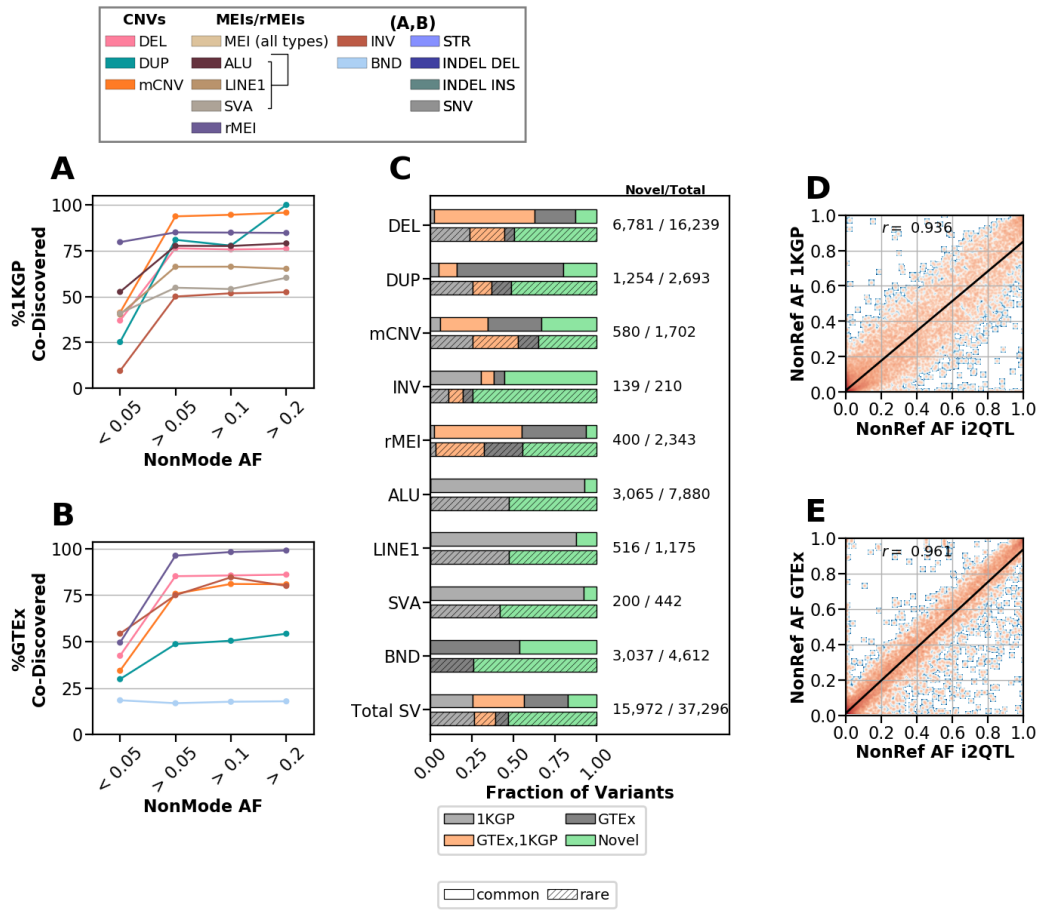 CNVs MEIs/rMEIs (A,B)
DEL MEI (all types) INV STR
DUP ALU BND INDEL DEL
mCNV LINE1 INDEL INS
SVA SNV
rMEI
A
%1KGP
Co-Discovered
100
75
50
25
0
< 0.05 > 0.05 > 0.1 > 0.2
NonMode AF
B
%GTEx
Co-Discovered
100
75
50
25
0
< 0.05 > 0.05 > 0.1 > 0.2
NonMode AF
C
Novel/Total
DEL 6,781 / 16,239
DUP 1,254 / 2,693
mCNV 580 / 1,702
INV 139 / 210
rMEI 400 / 2,343
ALU 3,065 / 7,880
LINE1 516 / 1,175
SVA 200 / 442
BND 3,037 / 4,612
Total SV 15,972 / 37,296
0.00 0.25 0.50 0.75 1.00
Fraction of Variants
1KGP GTEx
GTEx,1KGP Novel
common rare
D
NonRef AF 1KGP
r = 0.936
1.0
0.8
0.6
0.4
0.2
0.0
0.0 0.2 0.4 0.6 0.8 1.0
NonRef AF i2QTL
E
NonRef AF GTEx
r = 0.961
1.0
0.8
0.6
0.4
0.2
0.0
0.0 0.2 0.4 0.6 0.8 1.0
NonRef AF i2QTL